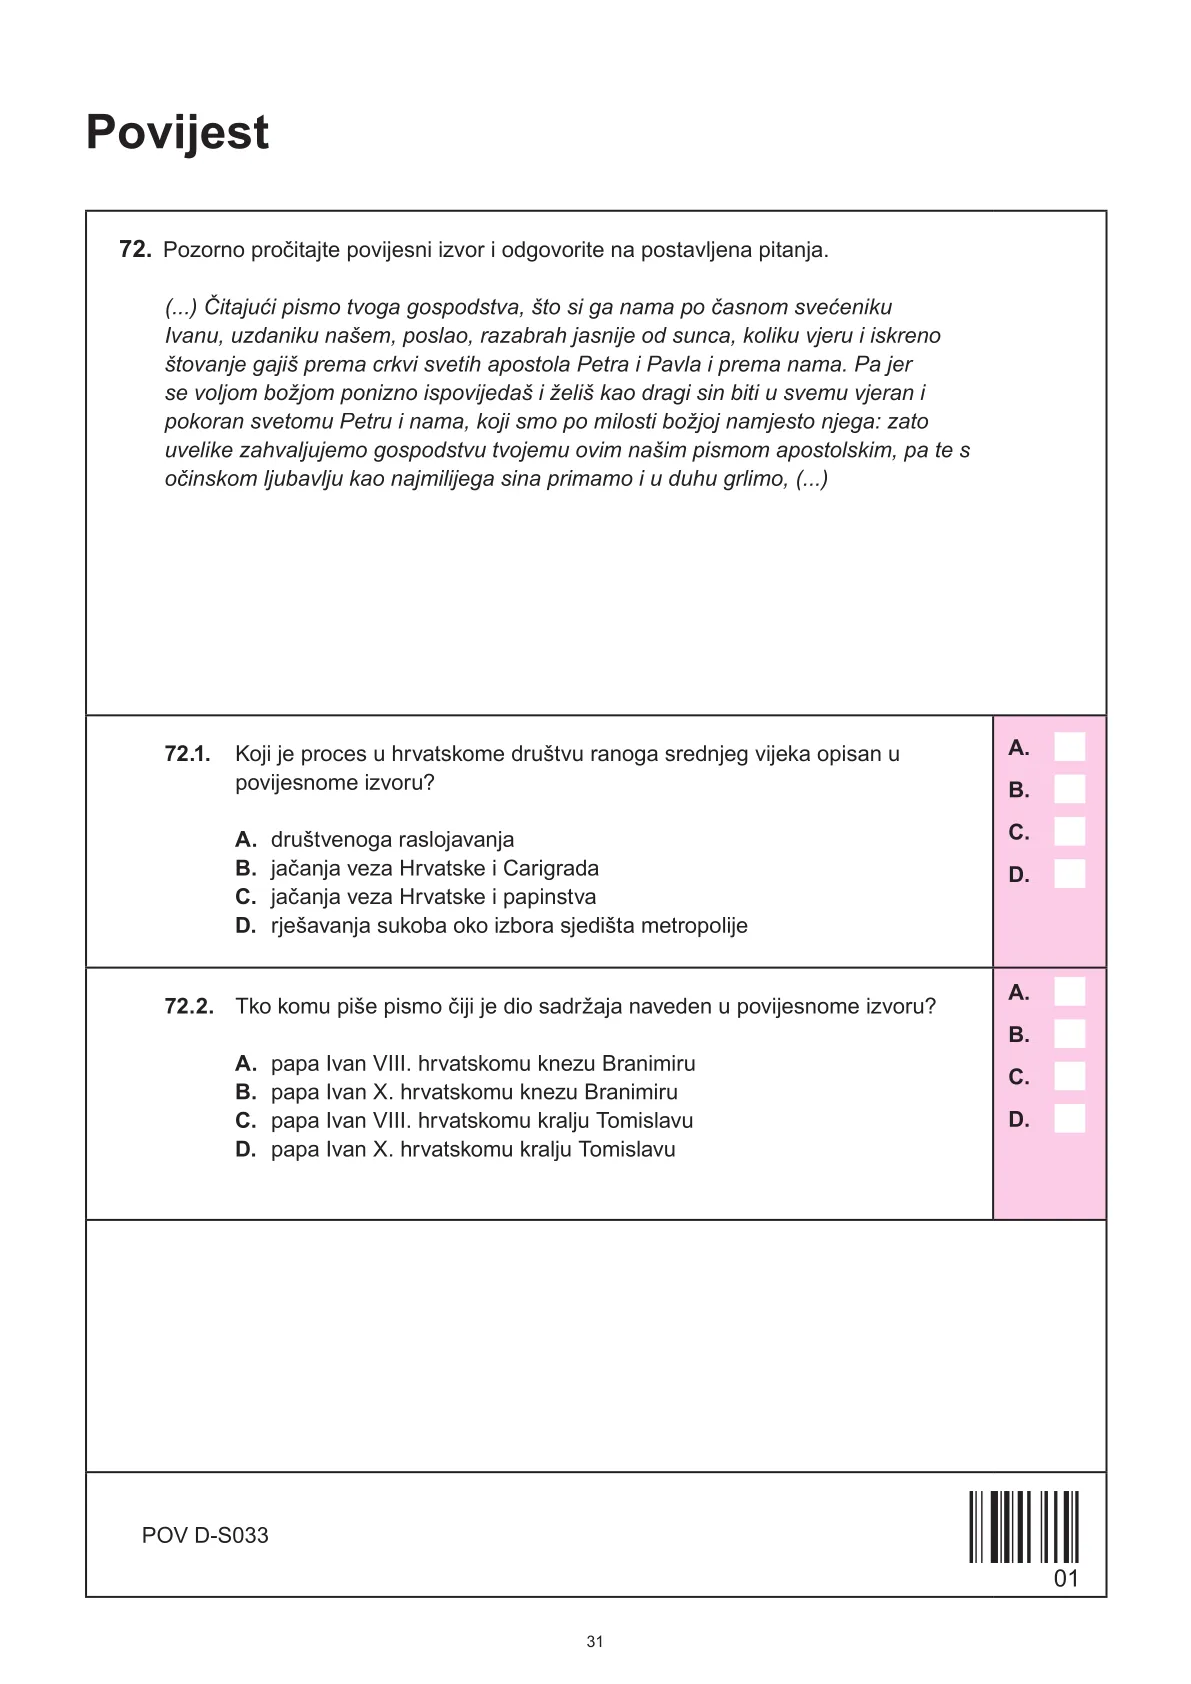 Povijest
72. Pozorno pročitajte povijesni izvor i odgovorite na postavljena pitanja.
(...) Čitajući pismo tvoga gospodstva, što si ga nama po časnom svećeniku
Ivanu, uzdaniku našem, poslao, razabrah jasnije od sunca, koliku vjeru i iskreno
štovanje gajiš prema crkvi svetih apostola Petra i Pavla i prema nama. Pa jer
se voljom božjom ponizno ispovijedaš i želiš kao dragi sin biti u svemu vjeran i
pokoran svetomu Petru i nama, koji smo po milosti božjoj namjesto njega: zato
uvelike zahvaljujemo gospodstvu tvojemu ovim našim pismom apostolskim, pa te s
očinskom ljubavlju kao najmilijega sina primamo i u duhu grlimo, (...)
72.1. Koji je proces u hrvatskome društvu ranoga srednjeg vijeka opisan u
povijesnome izvoru?
A. društvenoga raslojavanja
B. jačanja veza Hrvatske i Carigrada
C. jačanja veza Hrvatske i papinstva
D. rješavanja sukoba oko izbora sjedišta metropolije
A.
B.
C.
D.
72.2. Tko komu piše pismo čiji je dio sadržaja naveden u povijesnome izvoru?
A. papa Ivan VIII. hrvatskomu knezu Branimiru
B. papa Ivan X. hrvatskomu knezu Branimiru
C. papa Ivan VIII. hrvatskomu kralju Tomislavu
D. papa Ivan X. hrvatskomu kralju Tomislavu
A.
B.
C.
D.
POV D-S033
01
31